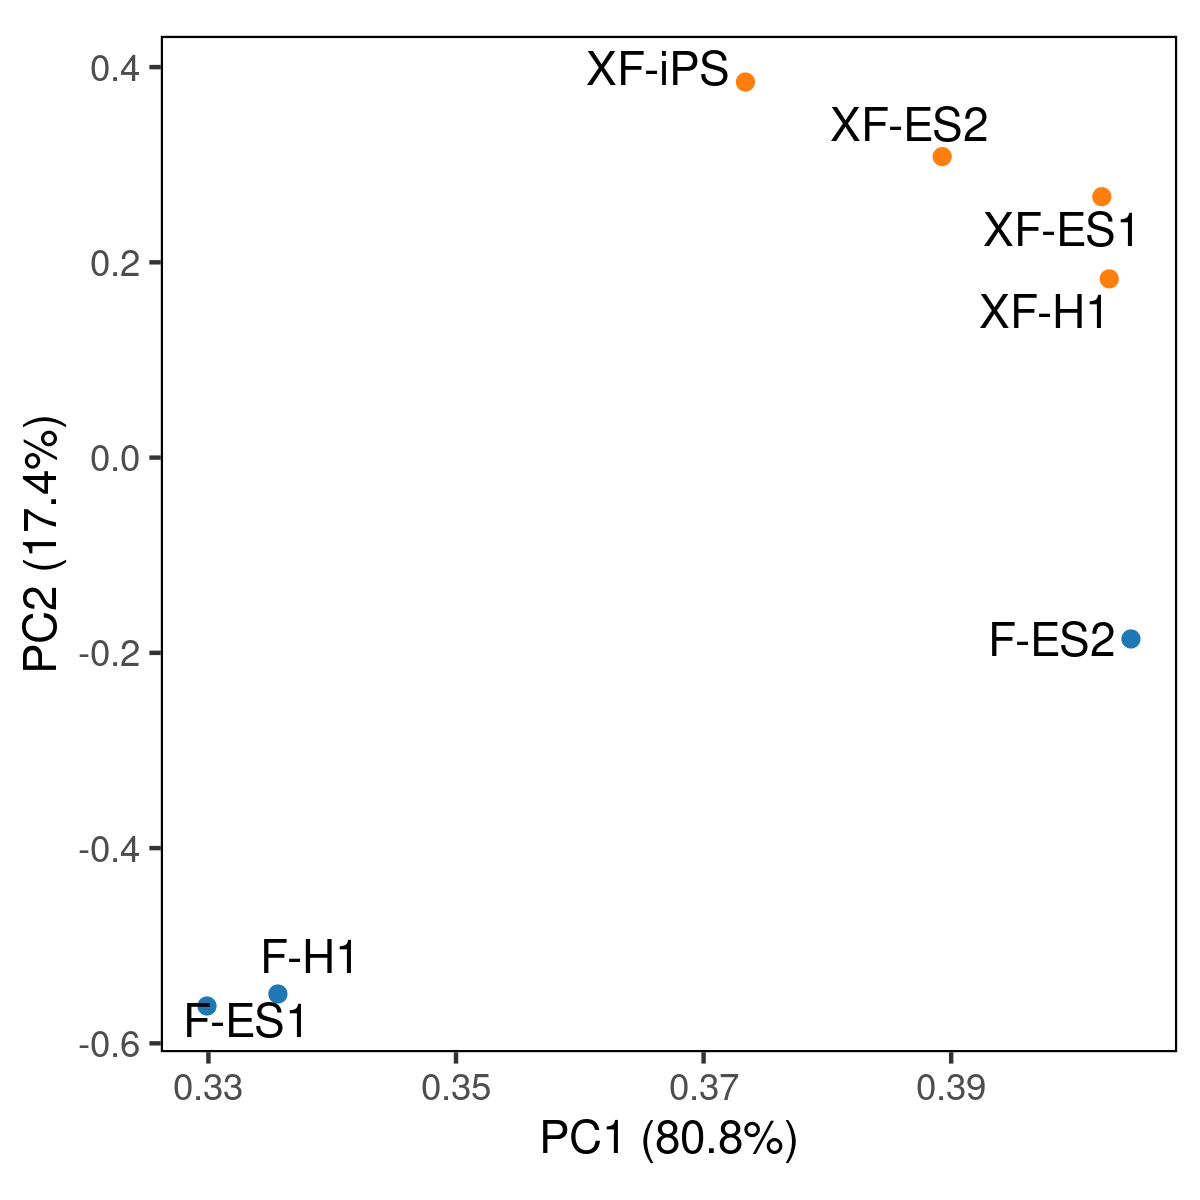 XF-iPS
XF-ES2
XF-ES1
XF-H1
F-ES2
F-H1
F-ES1
0.4
0.2
0.0
-0.2
-0.4
-0.6
PC2 (17.4%)
0.33
0.35
0.37
0.39
PC1 (80.8%)